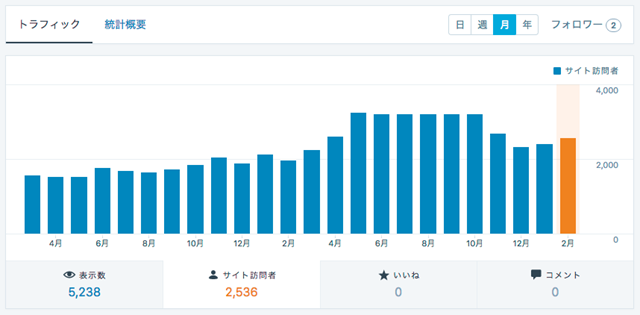 トラフィック 統計概要 日 週 月 年 フォロワー 2
サイト訪問者
4,000
2,000
0
4月 6月 8月 10月 12月 2月 4月 6月 8月 10月 12月 2月
表示数 サイト訪問者 いいね コメント
5,238 2,536 0 0